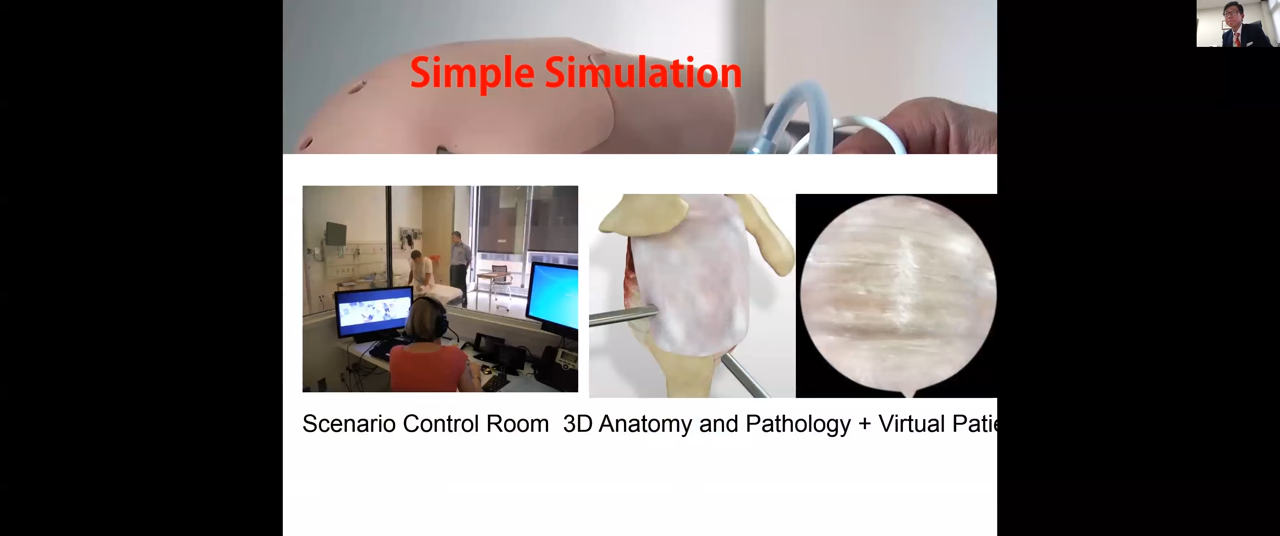 Simple Simulation
Scenario Control Room  3D Anatomy and Pathology + Virtual Patie